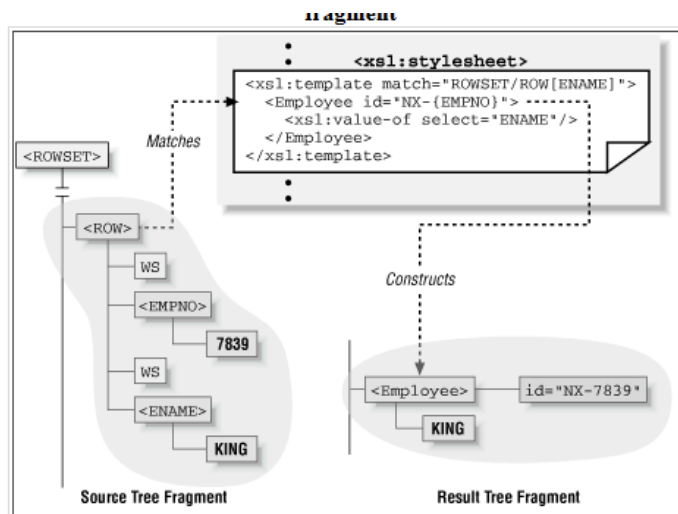 fragment
<xsl:stylesheet>
<xsl:template match="ROWSET/ROW[ENAME]">
<Employee id="NX-{EMPNO}">
<xsl:value-of select="ENAME"/>
</Employee>
</xsl:template>
Matches
<ROWSET>
<ROW>
WS
<EMPNO>
7839
WS
<ENAME>
KING
Source Tree Fragment
Constructs
<Employee>
id="NX-7839"
KING
Result Tree Fragment